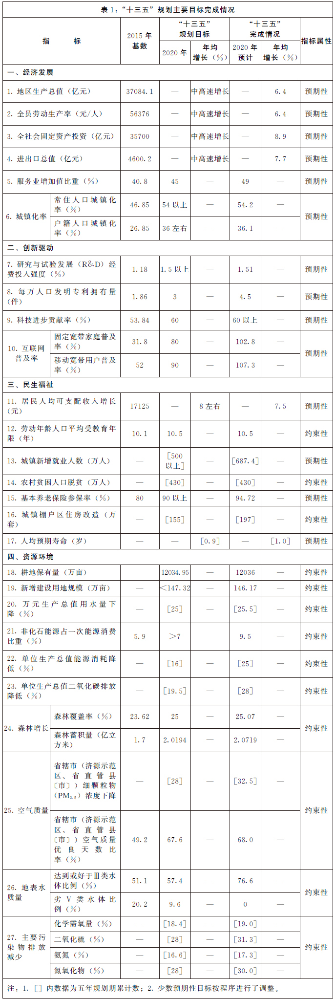 表1：“十三五”规划主要目标完成情况
指 标 2015年基数 “十三五”规划目标 “十三五”完成情况 指标属性
2020年 年均增长（%） 2020年预计 年均增长（%）
一、经济发展
1. 地区生产总值（亿元） 37084.1 — 中高速增长 — 6.4 预期性
2. 全员劳动生产率（元/人） 56376 — 中高速增长 — 6.4 预期性
3. 全社会固定资产投资（亿元） 35700 — 中高速增长 — 8.9 预期性
4. 进出口总值（亿元） 4600.2 — 中高速增长 — 7.7 预期性
5. 服务业增加值比重（%） 40.8 45 — 49 — 预期性
6. 城镇化率 常住人口城镇化率（%） 46.85 54以上 — 54.2 — 预期性
户籍人口城镇化率（%） 26.85 36左右 — 36.1 —
二、创新驱动
7. 研究与试验发展（R&D）经费投入强度（%） 1.18 1.5以上 — 1.51 — 预期性
8. 每万人口发明专利拥有量（件） 1.86 3 — 4.5 — 预期性
9. 科技进步贡献率（%） 53.84 60 — 60以上 — 预期性
10. 互联网普及率 固定宽带家庭普及率（%） 31.8 80 — 102.8 — 预期性
移动宽带用户普及率（%） 52 90 — 107.3 —
三、民生福祉
11. 居民人均可支配收入增长（元） 17125 — 8左右 — 7.5 预期性
12. 劳动年龄人口平均受教育年限（年） 10.1 10.5 — 10.5 — 约束性
13. 城镇新增就业人数（万人） — [500以上] — [687.4] — 预期性
14. 农村贫困人口脱贫（万人） — [430] — [430] — 约束性
15. 基本养老保险参保率（%） 80 90以上 — 94.72 — 预期性
16. 城镇棚户区住房改造（万套） — [155] — [197] — 约束性
17. 人均预期寿命（岁） — — [0.9] — [1.0] 预期性
四、资源环境
18. 耕地保有量（万亩） 12034.95 — 12036 — 约束性
19. 新增建设用地规模（万亩） — <147.32 — 146.17 — 约束性
20. 万元生产总值用水量下降（%） — [25] — [25.5] — 约束性
21. 非化石能源占一次能源消费比重（%） 5.9 >7 9.5 — 约束性
22. 单位生产总值能源消耗降低（%） — [16] — [25] — 约束性
23. 单位生产总值二氧化碳排放降低（%） — [19.5] — [28] — 约束性
24. 森林增长 森林覆盖率（%） 23.62 25 — 25.07 — 约束性
森林蓄积量（亿立方米） 1.7 2.0194 — 2.0719 —
25. 空气质量 省辖市（济源示范区、省直管县〔市〕）细颗粒物（PM2.5）浓度下降 — [28] — [32.5] — 约束性
省辖市（济源示范区、省直管县〔市〕）空气质量优良天数比率（%） 49.2 67.6 — 68.0 —
26. 地表水质量 达到或好于Ⅲ类水体比例（%） 51.1 57.4 — 76.6 — 约束性
劣Ⅴ类水体比例（%） 20.2 9.6 — 0 —
27. 主要污染物排放减少 化学需氧量（%） — [18.4] — [19.0] — 约束性
二氧化硫（%） — [28] — [31.3] —
氨氮（%） — [16.6] — [17.3] —
氮氧化物（%） — [28] — [30.0] —
注：1. [] 内数据为五年规划期累计数；2. 少数预期性目标按程序进行了调整。